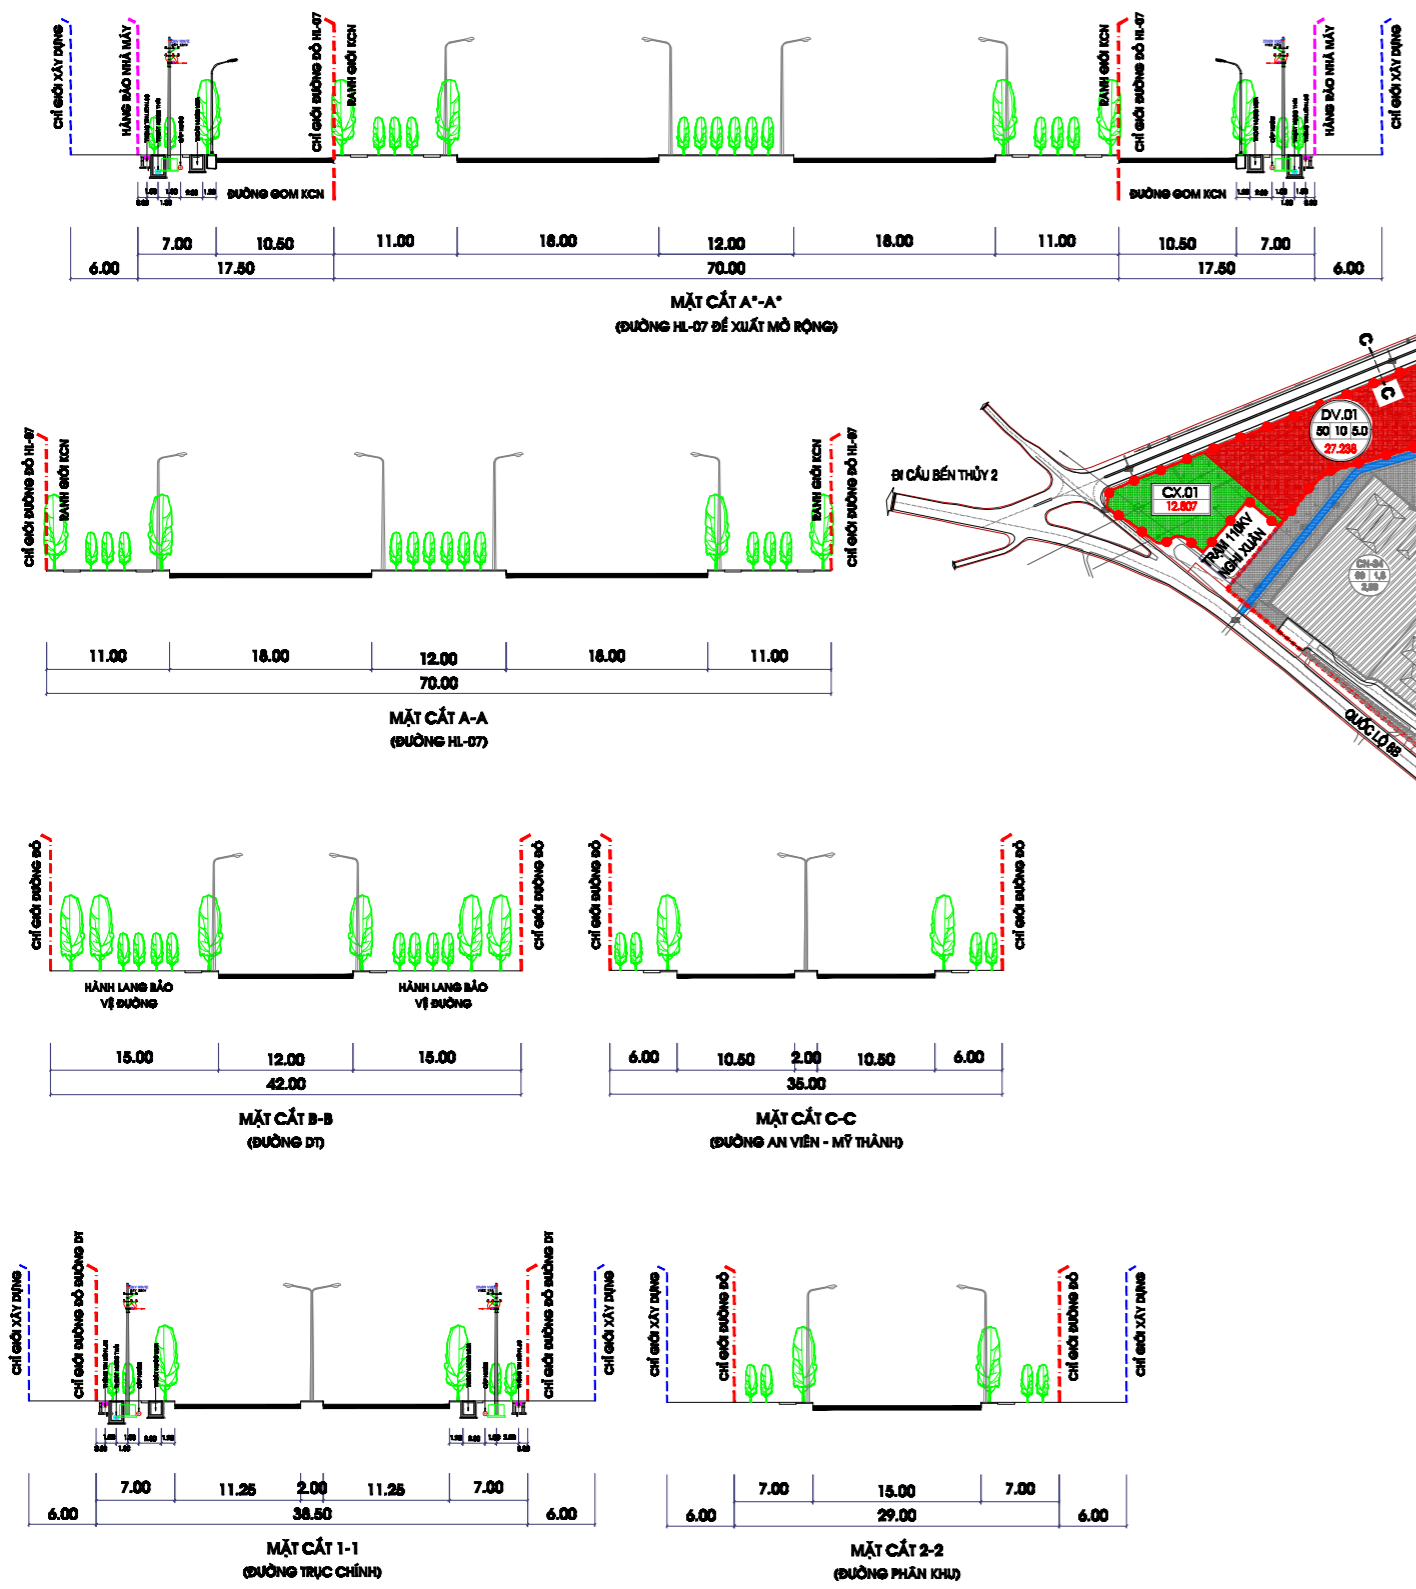 CHỈ GIỚI XÂY DỰNG
HÀNG RÀO NHÀ MÁY
CHỈ GIỚI ĐƯỜNG ĐỎ HL-07
RANH GIỚI KCN
RANH GIỚI KCN
CHỈ GIỚI ĐƯỜNG ĐỎ HL-07
HÀNG RÀO NHÀ MÁY
CHỈ GIỚI XÂY DỰNG
ĐƯỜNG GOM KCN
ĐƯỜNG GOM KCN
7.00 10.50 11.00 18.00 12.00 18.00 11.00 10.50 7.00
6.00 17.50 70.00 17.50 6.00
MẶT CẮT A*-A*
(ĐƯỜNG HL-07 ĐỀ XUẤT MỞ RỘNG)
CHỈ GIỚI ĐƯỜNG ĐỎ HL-07
RANH GIỚI KCN
RANH GIỚI KCN
CHỈ GIỚI ĐƯỜNG ĐỎ HL-07
11.00 18.00 12.00 18.00 11.00
70.00
MẶT CẮT A-A
(ĐƯỜNG HL-07)
C
C
DV.01
50 10 5.0
27.238
ĐI CẦU BẾN THỦY 2
CX.01
12.807
TRẠM 110KV
NGHI XUÂN
QUỐC LỘ 8B
CHỈ GIỚI ĐƯỜNG ĐỎ
CHỈ GIỚI ĐƯỜNG ĐỎ
HÀNH LANG BẢO
VỆ ĐƯỜNG
HÀNH LANG BẢO
VỆ ĐƯỜNG
15.00 12.00 15.00
42.00
MẶT CẮT B-B
(ĐƯỜNG DT)
CHỈ GIỚI ĐƯỜNG ĐỎ
CHỈ GIỚI ĐƯỜNG ĐỎ
6.00 10.50 2.00 10.50 6.00
35.00
MẶT CẮT C-C
(ĐƯỜNG AN VIÊN - MỸ THÀNH)
CHỈ GIỚI XÂY DỰNG
CHỈ GIỚI ĐƯỜNG ĐỎ ĐƯỜNG DT
CHỈ GIỚI ĐƯỜNG ĐỎ ĐƯỜNG DT
CHỈ GIỚI XÂY DỰNG
7.00 11.25 2.00 11.25 7.00
6.00 38.50 6.00
MẶT CẮT 1-1
(ĐƯỜNG TRỤC CHÍNH)
CHỈ GIỚI XÂY DỰNG
CHỈ GIỚI ĐƯỜNG ĐỎ
CHỈ GIỚI ĐƯỜNG ĐỎ
CHỈ GIỚI XÂY DỰNG
7.00 15.00 7.00
6.00 29.00 6.00
MẶT CẮT 2-2
(ĐƯỜNG PHÂN KHU)